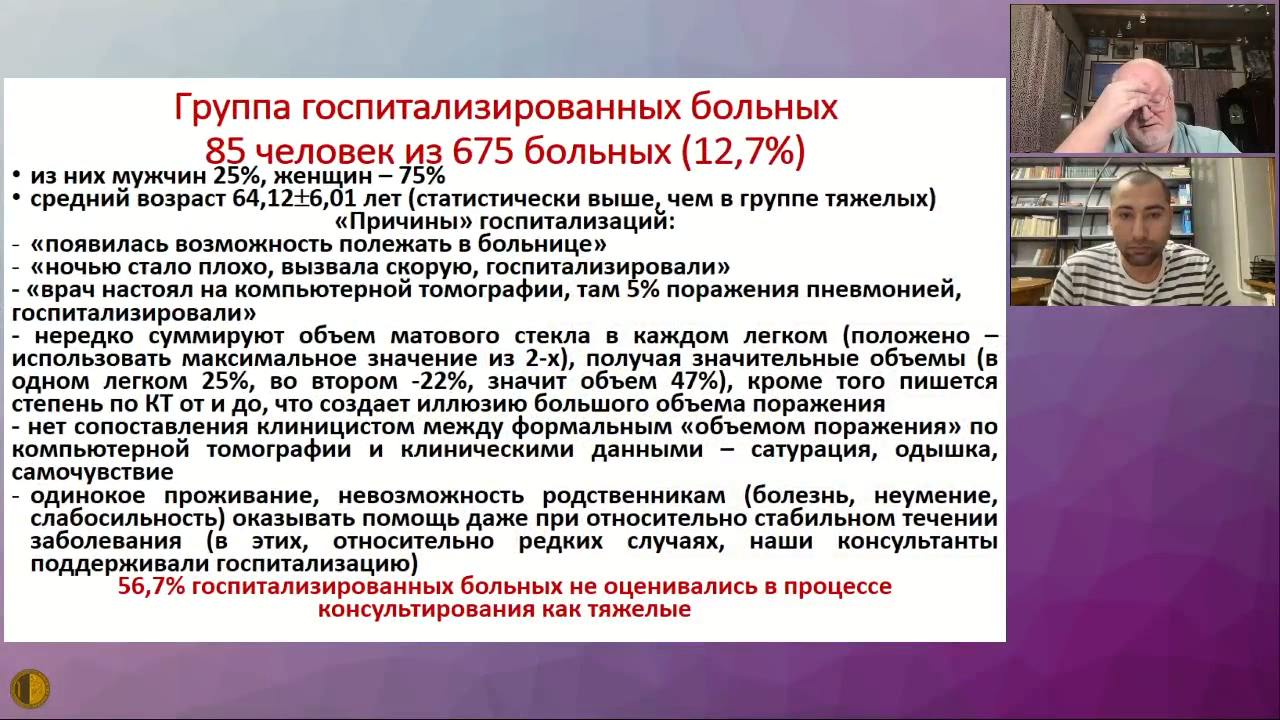 Группа госпитализированных больных
85 человек из 675 больных (12,7%)
• из них мужчин 25%, женщин – 75%
• средний возраст 64,12±6,01 лет (статистически выше, чем в группе тяжелых)
«Причины» госпитализаций:
- «появилась возможность полежать в больнице»
- «ночью стало плохо, вызвала скорую, госпитализировали»
- «врач настоял на компьютерной томографии, там 5% поражения пневмонией,
госпитализировали»
- нередко суммируют объем матового стекла в каждом легком (положено –
использовать максимальное значение из 2-х), получая значительные объемы (в
одном легком 25%, во втором -22%, значит объем 47%), кроме того пишется
степень по КТ от и до, что создает иллюзию большого объема поражения
- нет сопоставления клиницистом между формальным «объемом поражения» по
компьютерной томографии и клиническими данными – сатурация, одышка,
самочувствие
- одинокое проживание, невозможность родственникам (болезнь, неумение,
слабосильность) оказывать помощь даже при относительно стабильном течении
заболевания (в этих, относительно редких случаях, наши консультанты
поддерживали госпитализацию)
56,7% госпитализированных больных не оценивались в процессе
консультирования как тяжелые